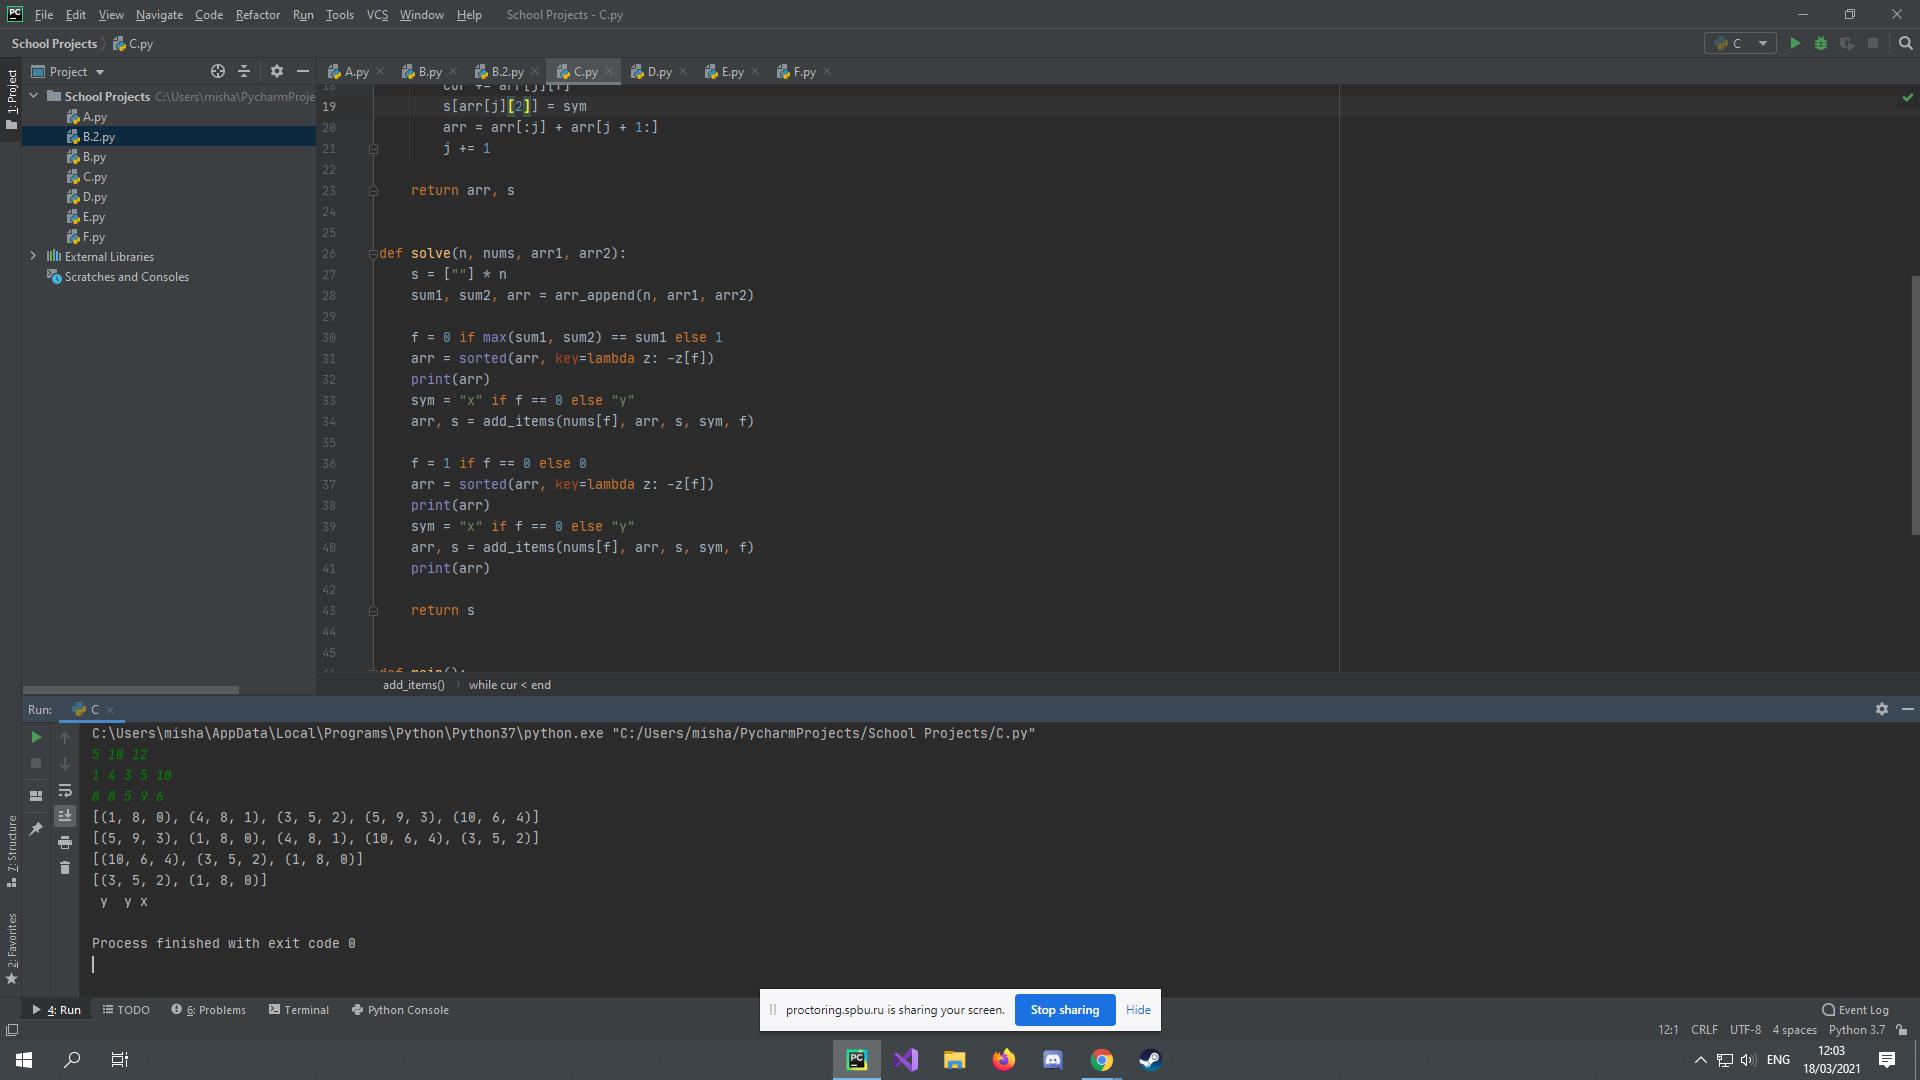 File Edit View Navigate Code Refactor Run Tools VCS Window Help School Projects - C.py
School Projects C.py C
Project A.py B.py B.2.py C.py D.py E.py F.py
1: Project
School Projects C:\Users\misha\PycharmProje
A.py
B.2.py
B.py
C.py
D.py
E.py
F.py
External Libraries
Scratches and Consoles
18 cur += arr[j][f]
19 s[arr[j][2]] = sym
20 arr = arr[:j] + arr[j + 1:]
21 j += 1
22
23 return arr, s
24
25
26 def solve(n, nums, arr1, arr2):
27 s = [""] * n
28 sum1, sum2, arr = arr_append(n, arr1, arr2)
29
30 f = 0 if max(sum1, sum2) == sum1 else 1
31 arr = sorted(arr, key=lambda z: -z[f])
32 print(arr)
33 sym = "x" if f == 0 else "y"
34 arr, s = add_items(nums[f], arr, s, sym, f)
35
36 f = 1 if f == 0 else 0
37 arr = sorted(arr, key=lambda z: -z[f])
38 print(arr)
39 sym = "x" if f == 0 else "y"
40 arr, s = add_items(nums[f], arr, s, sym, f)
41 print(arr)
42
43 return s
44
45
def main():
add_items() while cur < end
Run: C
C:\Users\misha\AppData\Local\Programs\Python\Python37\python.exe "C:/Users/misha/PycharmProjects/School Projects/C.py"
5 10 12
1 4 3 5 10
8 8 5 9 6
[(1, 8, 0), (4, 8, 1), (3, 5, 2), (5, 9, 3), (10, 6, 4)]
[(5, 9, 3), (1, 8, 0), (4, 8, 1), (10, 6, 4), (3, 5, 2)]
[(10, 6, 4), (3, 5, 2), (1, 8, 0)]
[(3, 5, 2), (1, 8, 0)]
y y x
Process finished with exit code 0
7: Structure
2: Favorites
4: Run TODO 6: Problems Terminal Python Console Event Log
proctoring.spbu.ru is sharing your screen. Stop sharing Hide
12:1 CRLF UTF-8 4 spaces Python 3.7
PC ENG 12:03
18/03/2021